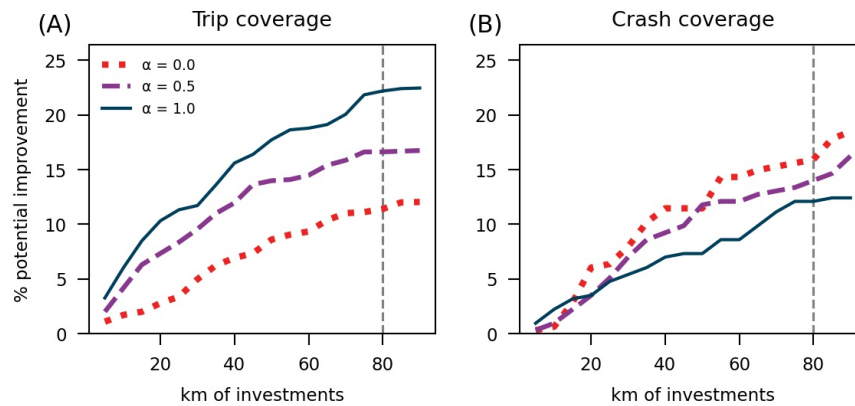 (A) Trip coverage
25
20
15
10
5
0
% potential improvement
α = 0.0
α = 0.5
α = 1.0
20 40 60 80
km of investments
(B) Crash coverage
25
20
15
10
5
0
20 40 60 80
km of investments